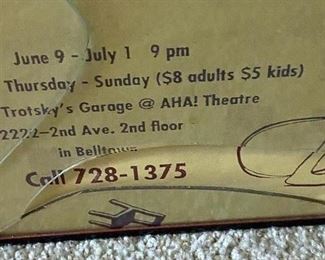 June 9 - July 1 9 pm
Thursday - Sunday ($8 adults $5 kids)
Trotsky's Garage @ AHA! Theatre
2222-2nd Ave. 2nd floor
in Belltown
Call 728-1375